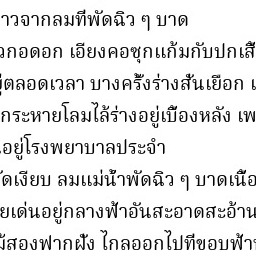 าวจากลมที่พัดฉิว ๆ บาด
กอดอก เอียงคอซุกแก้มกับปกเสื
ตลอดเวลา บางครั้งร่างสั่นเยือก
กระหายโลมไล้ร่างอยู่เบื้องหลัง เพ
อยู่โรงพยาบาลประจำ
ัดเงียบ ลมแม่น้ำพัดฉิว ๆ บาดเนื้อ
ยเด่นอยู่กลางฟ้าอันสะอาดสะอ้าน
ม้สองฟากฝั่ง ไกลออกไปที่ขอบฟ้า